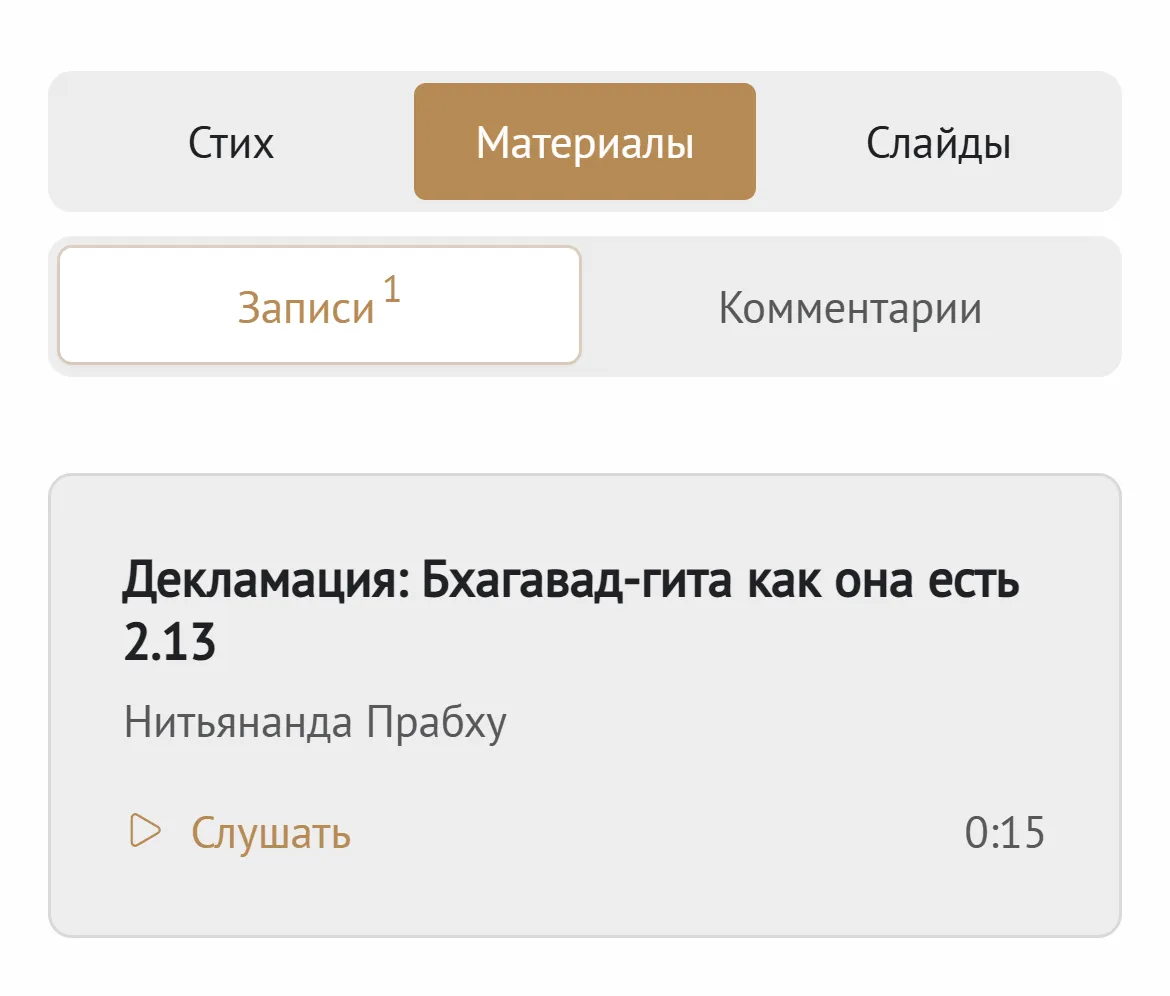 Стих Материалы Слайды
Записи 1 Комментарии
Декламация: Бхагавад-гита как она есть
2.13
Нитьянанда Прабху
Слушать 0:15